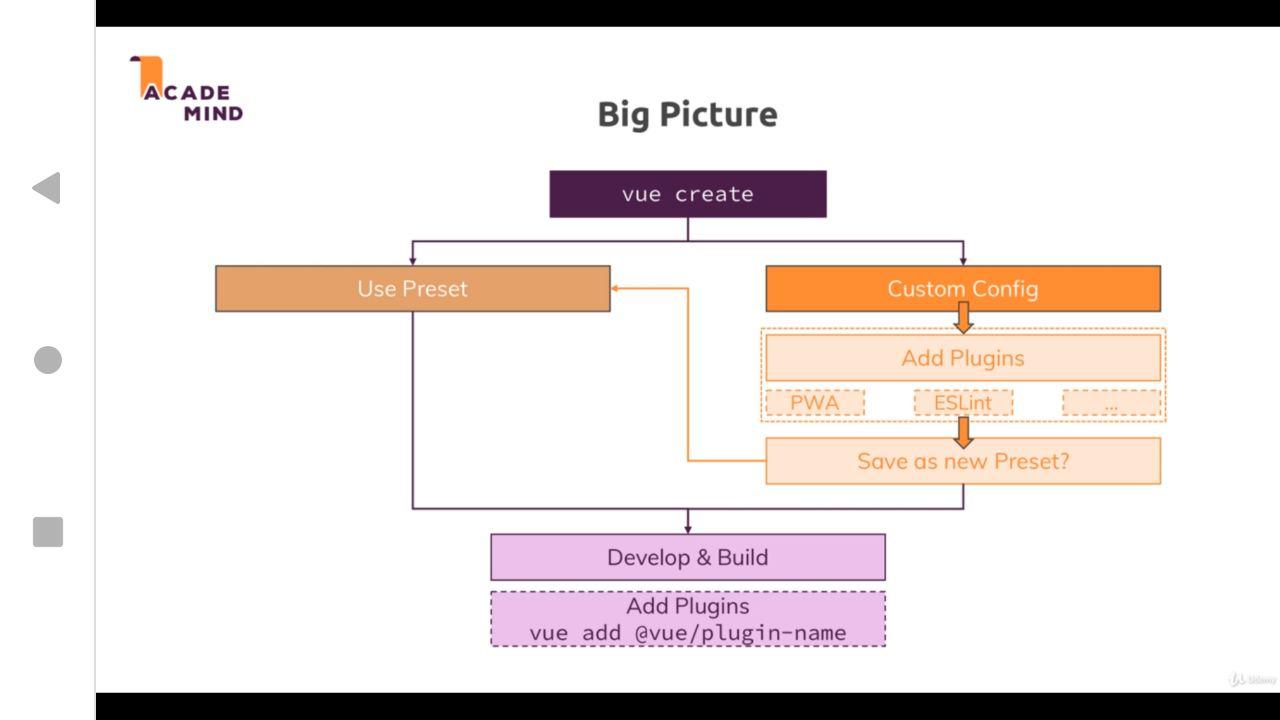 ACADE
MIND
Big Picture
vue create
Use Preset
Custom Config
Add Plugins
PWA
ESLint
...
Save as new Preset?
Develop & Build
Add Plugins
vue add @vue/plugin-name
Udemy